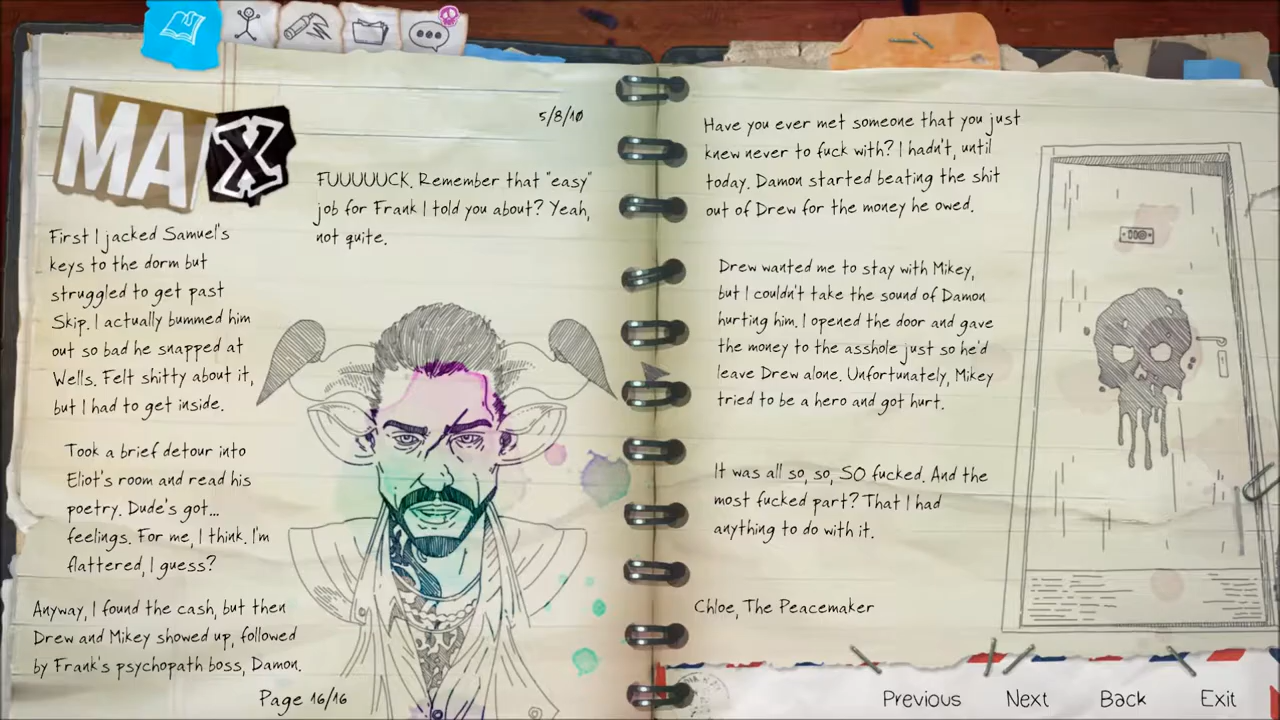 MAX
5/8/10
FUUUUUCK. Remember that "easy"
job for Frank I told you about? Yeah,
not quite.
First I jacked Samuel's
keys to the dorm but
struggled to get past
Skip. I actually bummed him
out so bad he snapped at
Wells. Felt shitty about it,
but I had to get inside.
Took a brief detour into
Eliot's room and read his
poetry. Dude's got...
feelings. For me, I think. I'm
flattered, I guess?
Anyway, I found the cash, but then
Drew and Mikey showed up, followed
by Frank's psychopath boss, Damon.
Page 16/16
Have you ever met someone that you just
knew never to fuck with? I hadn't, until
today. Damon started beating the shit
out of Drew for the money he owed.
Drew wanted me to stay with Mikey,
but I couldn't take the sound of Damon
hurting him. I opened the door and gave
the money to the asshole just so he'd
leave Drew alone. Unfortunately, Mikey
tried to be a hero and got hurt.
It was all so, so, SO fucked. And the
most fucked part? That I had
anything to do with it.
Chloe, The Peacemaker
Previous Next Back Exit